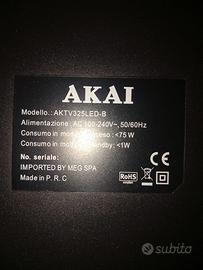 AKAI
Modello.: AKTV325LED-B
Alimentazione: AC 100-240V~, 50/60Hz
Consumo in modo acceso : <75 W
Consumo in modo standby : <1W
No. seriale:
IMPORTED BY MEG SPA
Made in P. R. C
RoHS
CE
subito